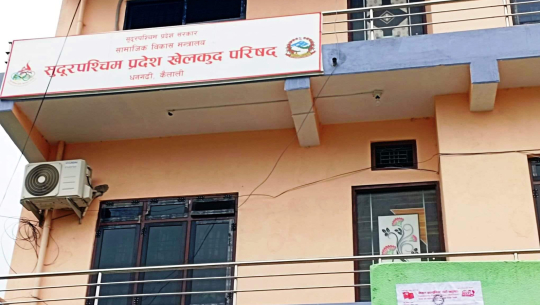 सुदूरपश्चिम प्रदेश सरकार
सामाजिक विकास मन्त्रालय
सुदूरपश्चिम प्रदेश खेलकुद परिषद्
धनगढी, कैलाली